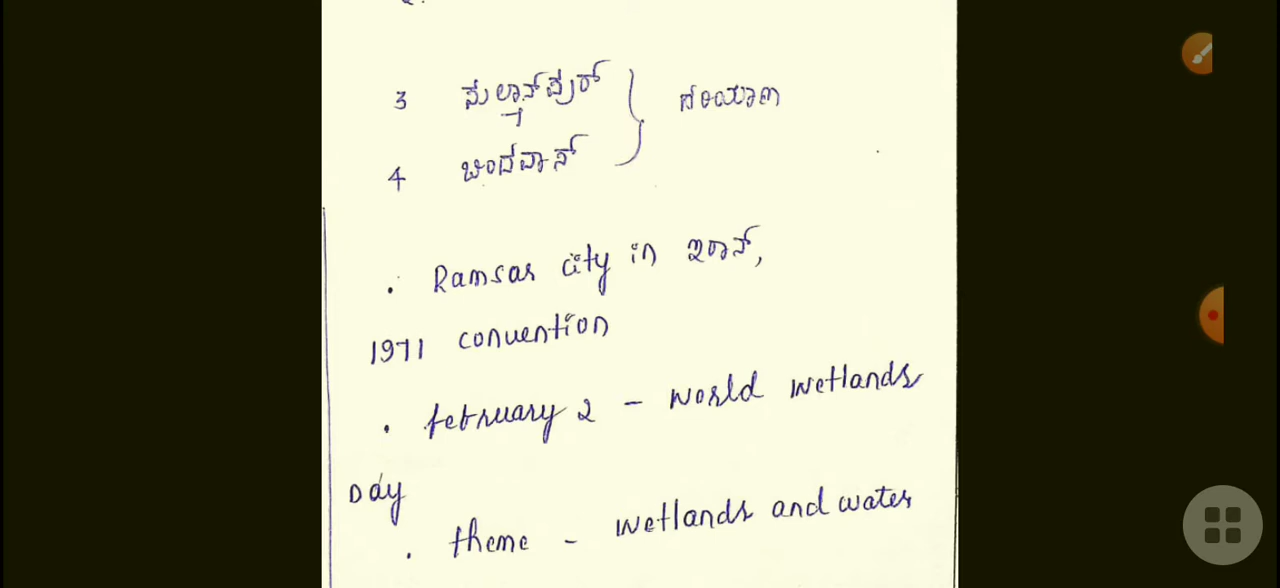 3 ಸುಲ್ತಾನ್‌ಪುರ್ } ಹರಿಯಾಣ
4 ಬಿಂದವಾಸ್
. Ramsar city in ಇರಾನ್,
1971 convention
. february 2 - world wetlands
Day
. theme - wetlands and water